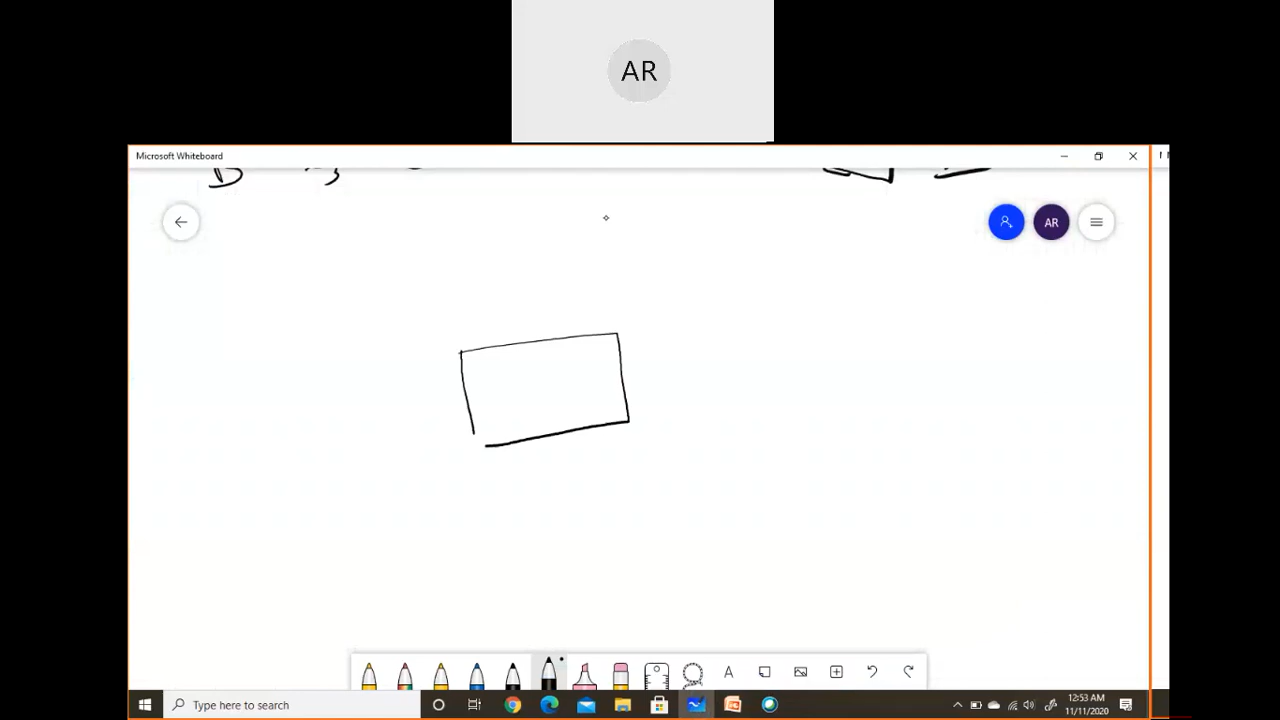 AR
Microsoft Whiteboard
B
AR
A
Type here to search
12:53 AM
11/11/2020